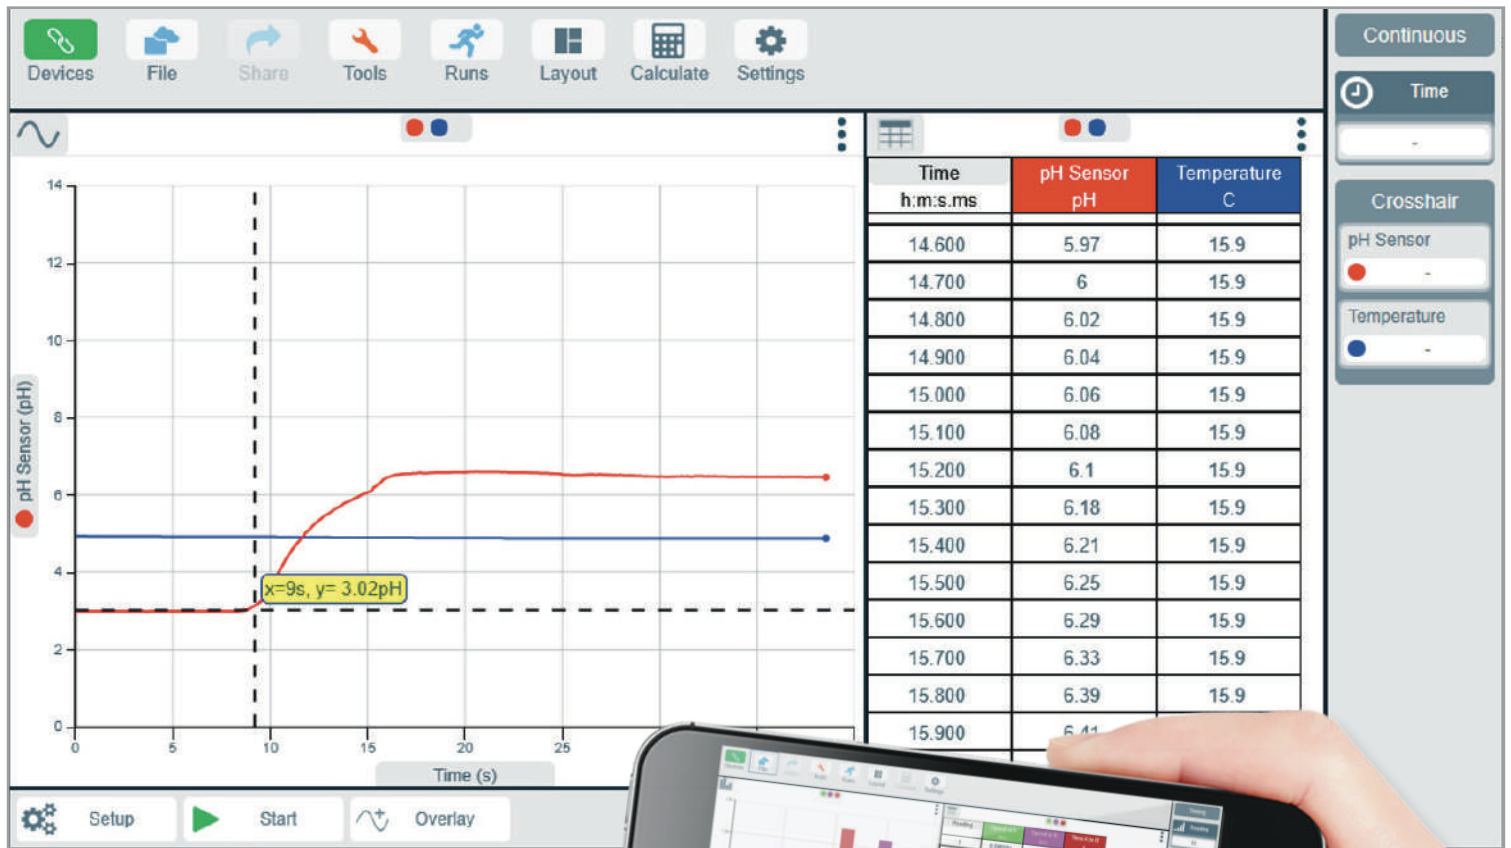 Devices
File
Share
Tools
Runs
Layout
Calculate
Settings
Continuous
Time
-
Crosshair
pH Sensor
-
Temperature
-
14
12
10
8
6
4
2
0
pH Sensor (pH)
x=9s, y= 3.02pH
0 5 10 15 20 25
Time (s)
Time pH Sensor Temperature
h:m:s.ms pH C
14.600 5.97 15.9
14.700 6 15.9
14.800 6.02 15.9
14.900 6.04 15.9
15.000 6.06 15.9
15.100 6.08 15.9
15.200 6.1 15.9
15.300 6.18 15.9
15.400 6.21 15.9
15.500 6.25 15.9
15.600 6.29 15.9
15.700 6.33 15.9
15.800 6.39 15.9
15.900 6.41
Setup
Start
Overlay